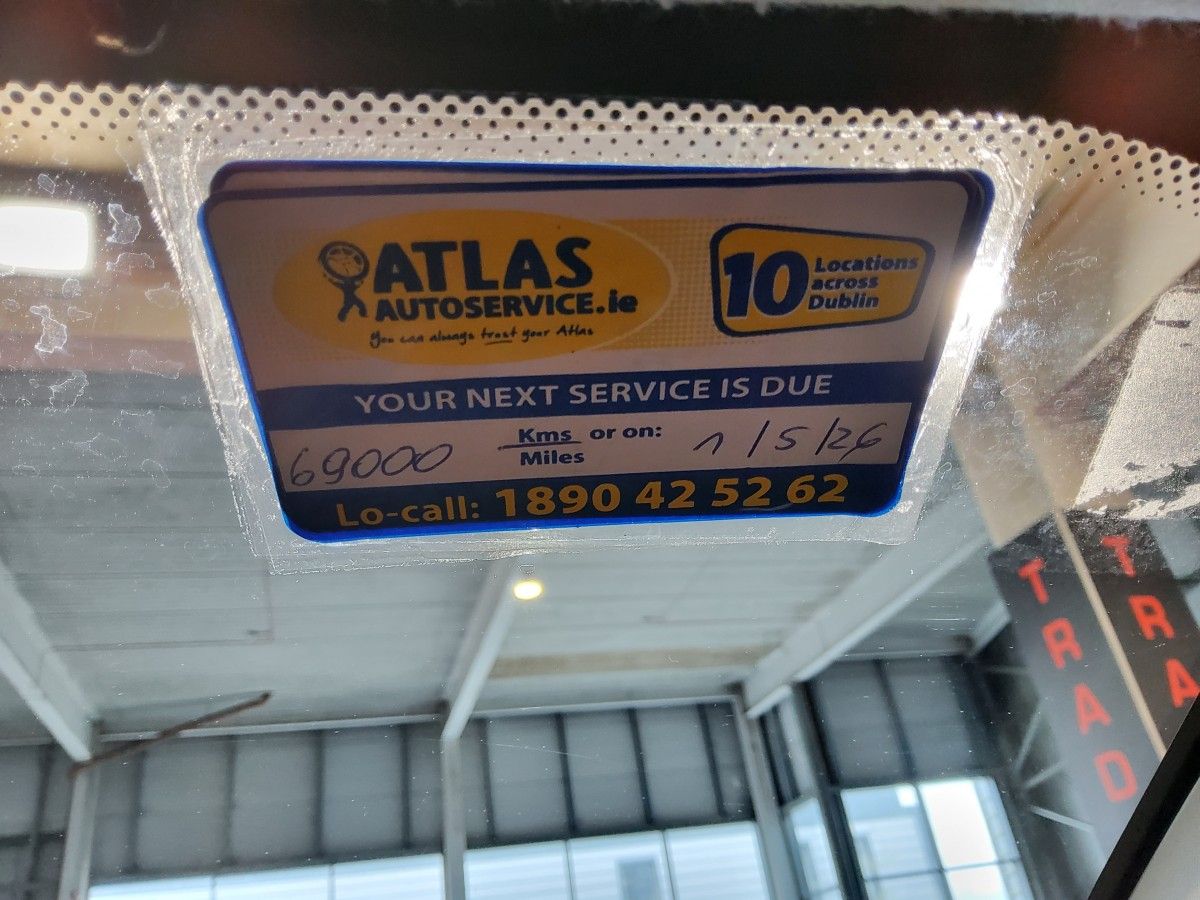 ATLAS
AUTOSERVICE.ie
you can always trust your Atlas
10 Locations
across
Dublin
YOUR NEXT SERVICE IS DUE
69000 Kms or on: 1/5/26
Miles
Lo-call: 1890 42 52 62
TRAD
TRA